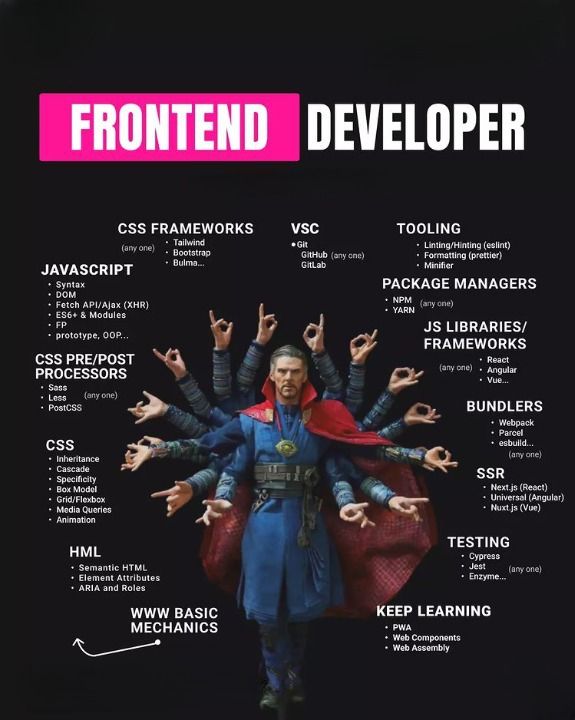 FRONTEND DEVELOPER
CSS FRAMEWORKS
(any one)
• Tailwind
• Bootstrap
• Bulma...
VSC
• Git
GitHub (any one)
GitLab
TOOLING
• Linting/Hinting (eslint)
• Formatting (prettier)
• Minifier
JAVASCRIPT
• Syntax
• DOM
• Fetch API/Ajax (XHR)
• ES6+ & Modules
• FP
• prototype, OOP...
PACKAGE MANAGERS
• NPM (any one)
• YARN
JS LIBRARIES/
FRAMEWORKS
(any one)
• React
• Angular
• Vue...
CSS PRE/POST
PROCESSORS
• Sass
• Less (any one)
• PostCSS
BUNDLERS
• Webpack
• Parcel
• esbuild...
(any one)
CSS
• Inheritance
• Cascade
• Specificity
• Box Model
• Grid/Flexbox
• Media Queries
• Animation
SSR
• Next.js (React)
• Universal (Angular)
• Nuxt.js (Vue)
HML
• Semantic HTML
• Element Attributes
• ARIA and Roles
TESTING
• Cypress
• Jest (any one)
• Enzyme...
WWW BASIC
MECHANICS
KEEP LEARNING
• PWA
• Web Components
• Web Assembly